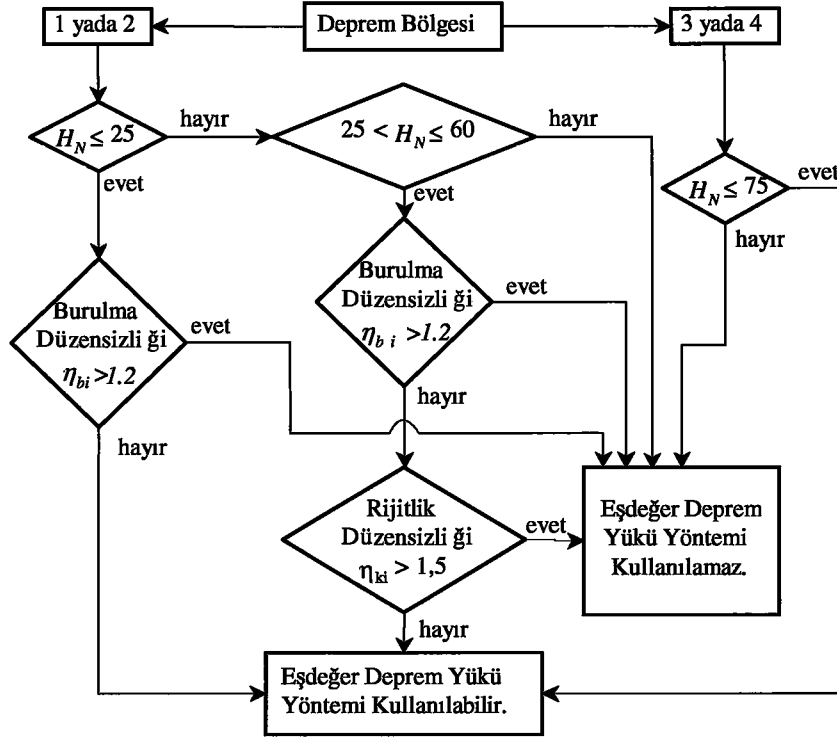 1 yada 2
Deprem Bölgesi
3 yada 4
H_N ≤ 25
hayır
25 < H_N ≤ 60
hayır
H_N ≤ 75
evet
evet
evet
hayır
Burulma
Düzensizli ği
η_bi >1.2
evet
Burulma
Düzensizli ği
η_b i >1.2
evet
hayır
hayır
Rijitlik
Düzensizli ği
η_ki > 1,5
evet
Eşdeğer Deprem
Yükü Yöntemi
Kullanılamaz.
hayır
Eşdeğer Deprem Yükü
Yöntemi Kullanılabilir.